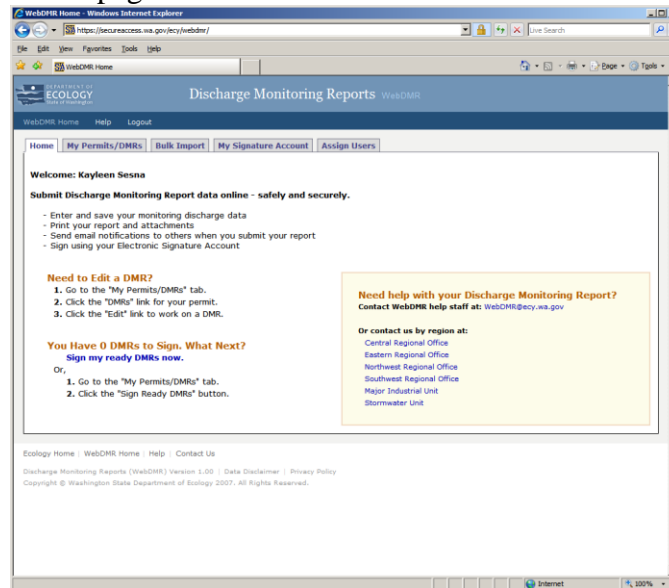 WebDMR Home - Windows Internet Explorer
https://secureaccess.wa.gov/ecy/webdmr/
Live Search
File Edit View Favorites Tools Help
WebDMR Home
Page Tools
DEPARTMENT OF
ECOLOGY
State of Washington
Discharge Monitoring Reports WebDMR
WebDMR Home Help Logout
Home My Permits/DMRs Bulk Import My Signature Account Assign Users
Welcome: Kayleen Sesna
Submit Discharge Monitoring Report data online - safely and securely.
- Enter and save your monitoring discharge data
- Print your report and attachments
- Send email notifications to others when you submit your report
- Sign using your Electronic Signature Account
Need to Edit a DMR?
1. Go to the "My Permits/DMRs" tab.
2. Click the "DMRs" link for your permit.
3. Click the "Edit" link to work on a DMR.
You Have 0 DMRs to Sign. What Next?
Sign my ready DMRs now.
Or,
1. Go to the "My Permits/DMRs" tab.
2. Click the "Sign Ready DMRs" button.
Need help with your Discharge Monitoring Report?
Contact WebDMR help staff at: WebDMR@ecy.wa.gov
Or contact us by region at:
Central Regional Office
Eastern Regional Office
Northwest Regional Office
Southwest Regional Office
Major Industrial Unit
Stormwater Unit
Ecology Home | WebDMR Home | Help | Contact Us
Discharge Monitoring Reports (WebDMR) Version 1.00 | Data Disclaimer | Privacy Policy
Copyright © Washington State Department of Ecology 2007. All Rights Reserved.
Internet 100%